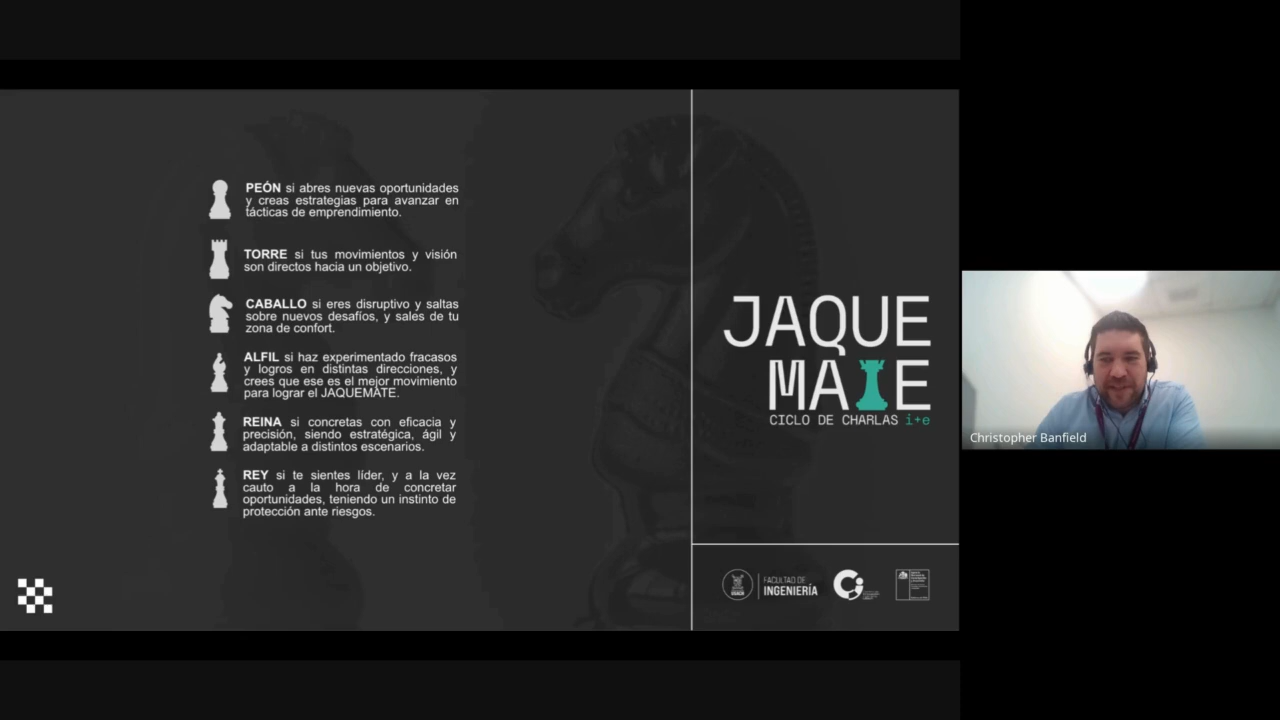 PEÓN si abres nuevas oportunidades
y creas estrategias para avanzar en
tácticas de emprendimiento.
TORRE si tus movimientos y visión
son directos hacia un objetivo.
CABALLO si eres disruptivo y saltas
sobre nuevos desafíos, y sales de tu
zona de confort.
ALFIL si haz experimentado fracasos
y logros en distintas direcciones, y
crees que ese es el mejor movimiento
para lograr el JAQUEMATE.
REINA si concretas con eficacia y
precisión, siendo estratégica, ágil y
adaptable a distintos escenarios.
REY si te sientes líder, y a la vez
cauto a la hora de concretar
oportunidades, teniendo un instinto de
protección ante riesgos.
JAQUE
MATE
CICLO DE CHARLAS i+e
FACULTAD DE
INGENIERÍA
Christopher Banfield